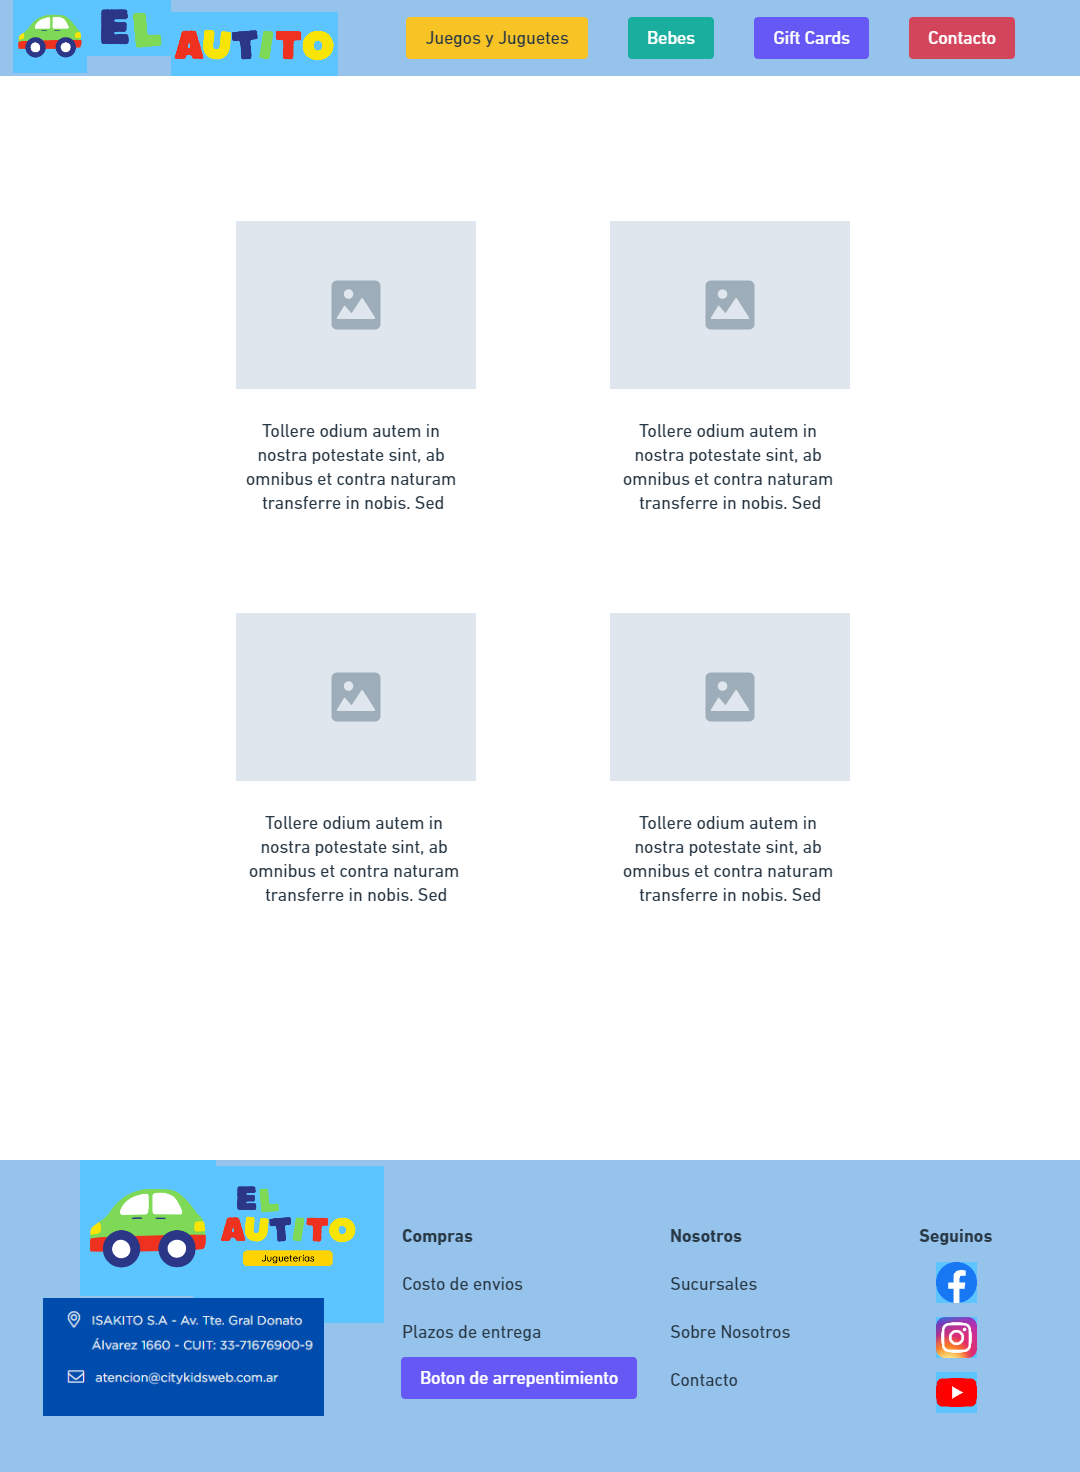 EL AUTITO
Juegos y Juguetes
Bebes
Gift Cards
Contacto
Tollere odium autem in
nostra potestate sint, ab
omnibus et contra naturam
transferre in nobis. Sed
Tollere odium autem in
nostra potestate sint, ab
omnibus et contra naturam
transferre in nobis. Sed
Tollere odium autem in
nostra potestate sint, ab
omnibus et contra naturam
transferre in nobis. Sed
Tollere odium autem in
nostra potestate sint, ab
omnibus et contra naturam
transferre in nobis. Sed
EL
AUTITO
Jugueterías
ISAKITO S.A - Av. Tte. Gral Donato
Álvarez 1660 - CUIT: 33-71676900-9
atencion@citykidsweb.com.ar
Compras
Costo de envios
Plazos de entrega
Boton de arrepentimiento
Nosotros
Sucursales
Sobre Nosotros
Contacto
Seguinos